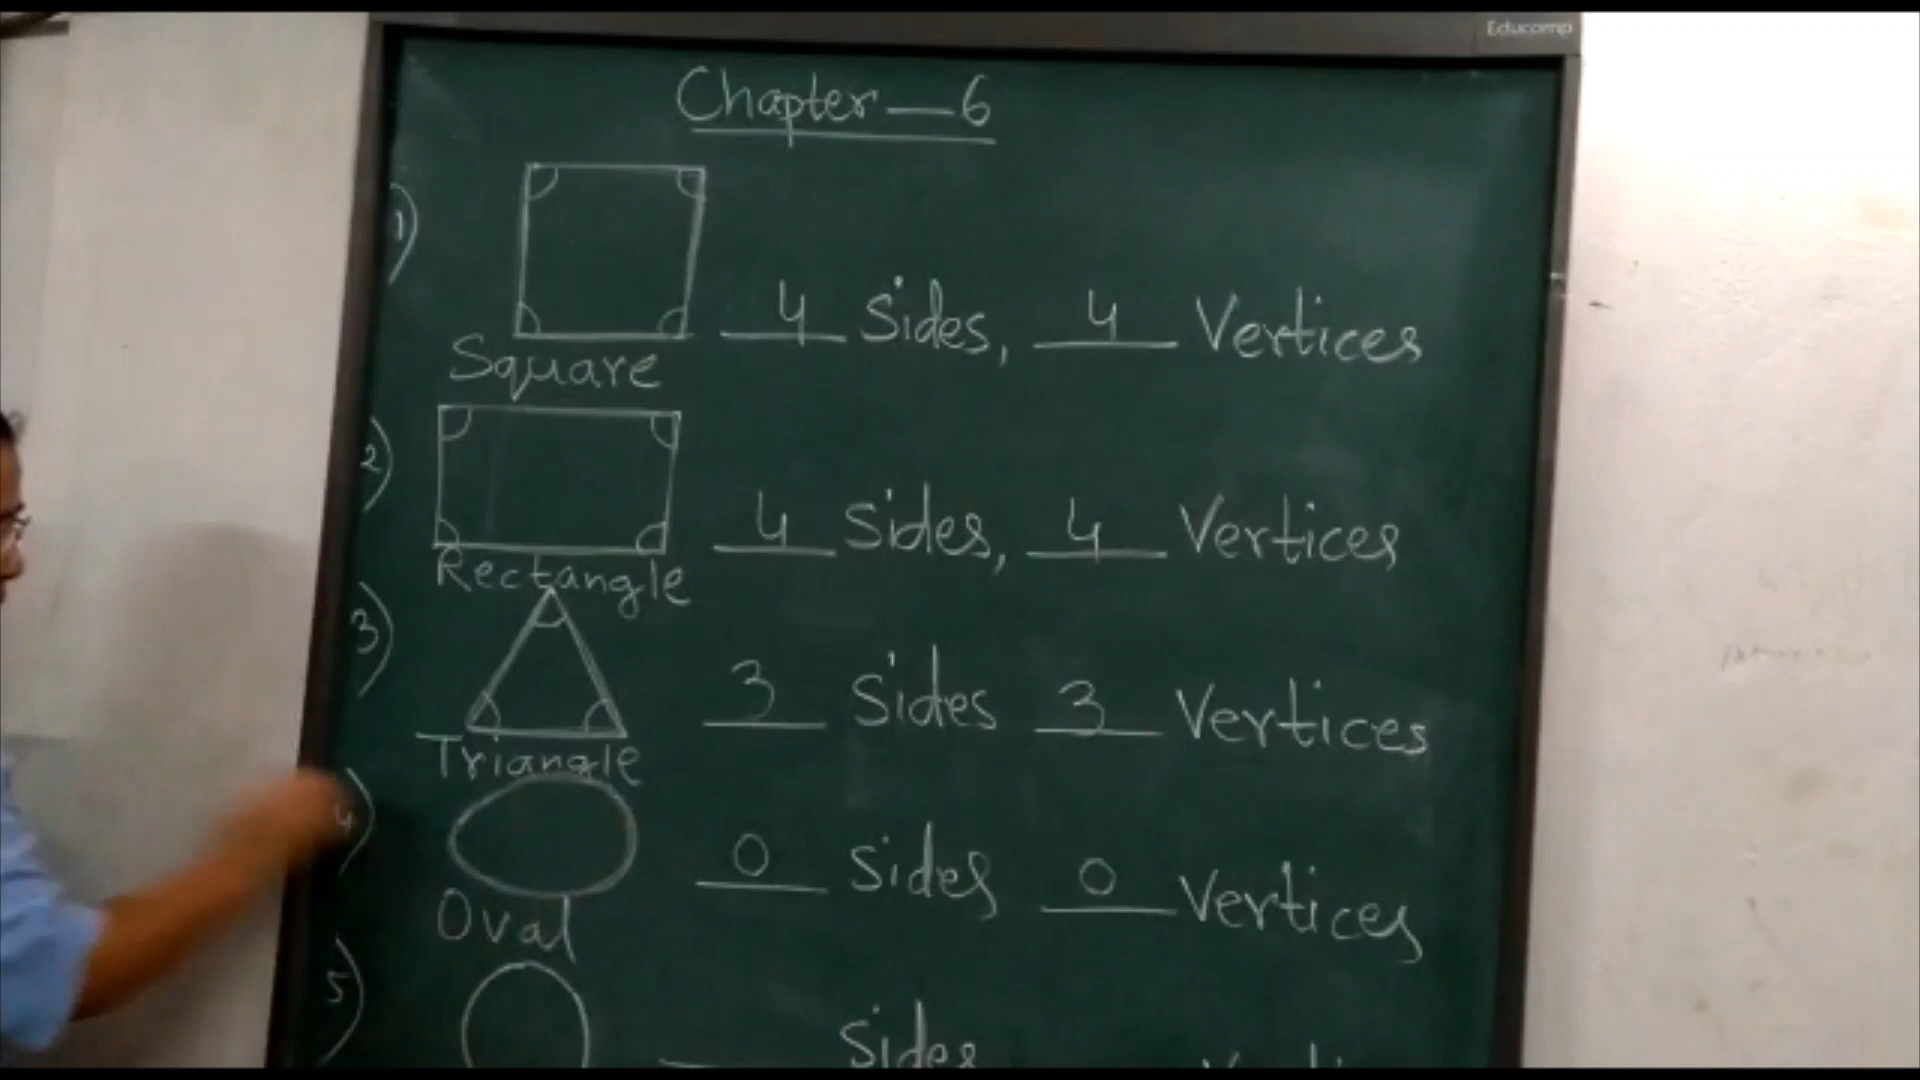 Educomp
Chapter — 6
1)
4 Sides, 4 Vertices
Square
2)
4 Sides, 4 Vertices
Rectangle
3)
3 Sides 3 Vertices
Triangle
4)
0 Sides 0 Vertices
Oval
5)
Sides